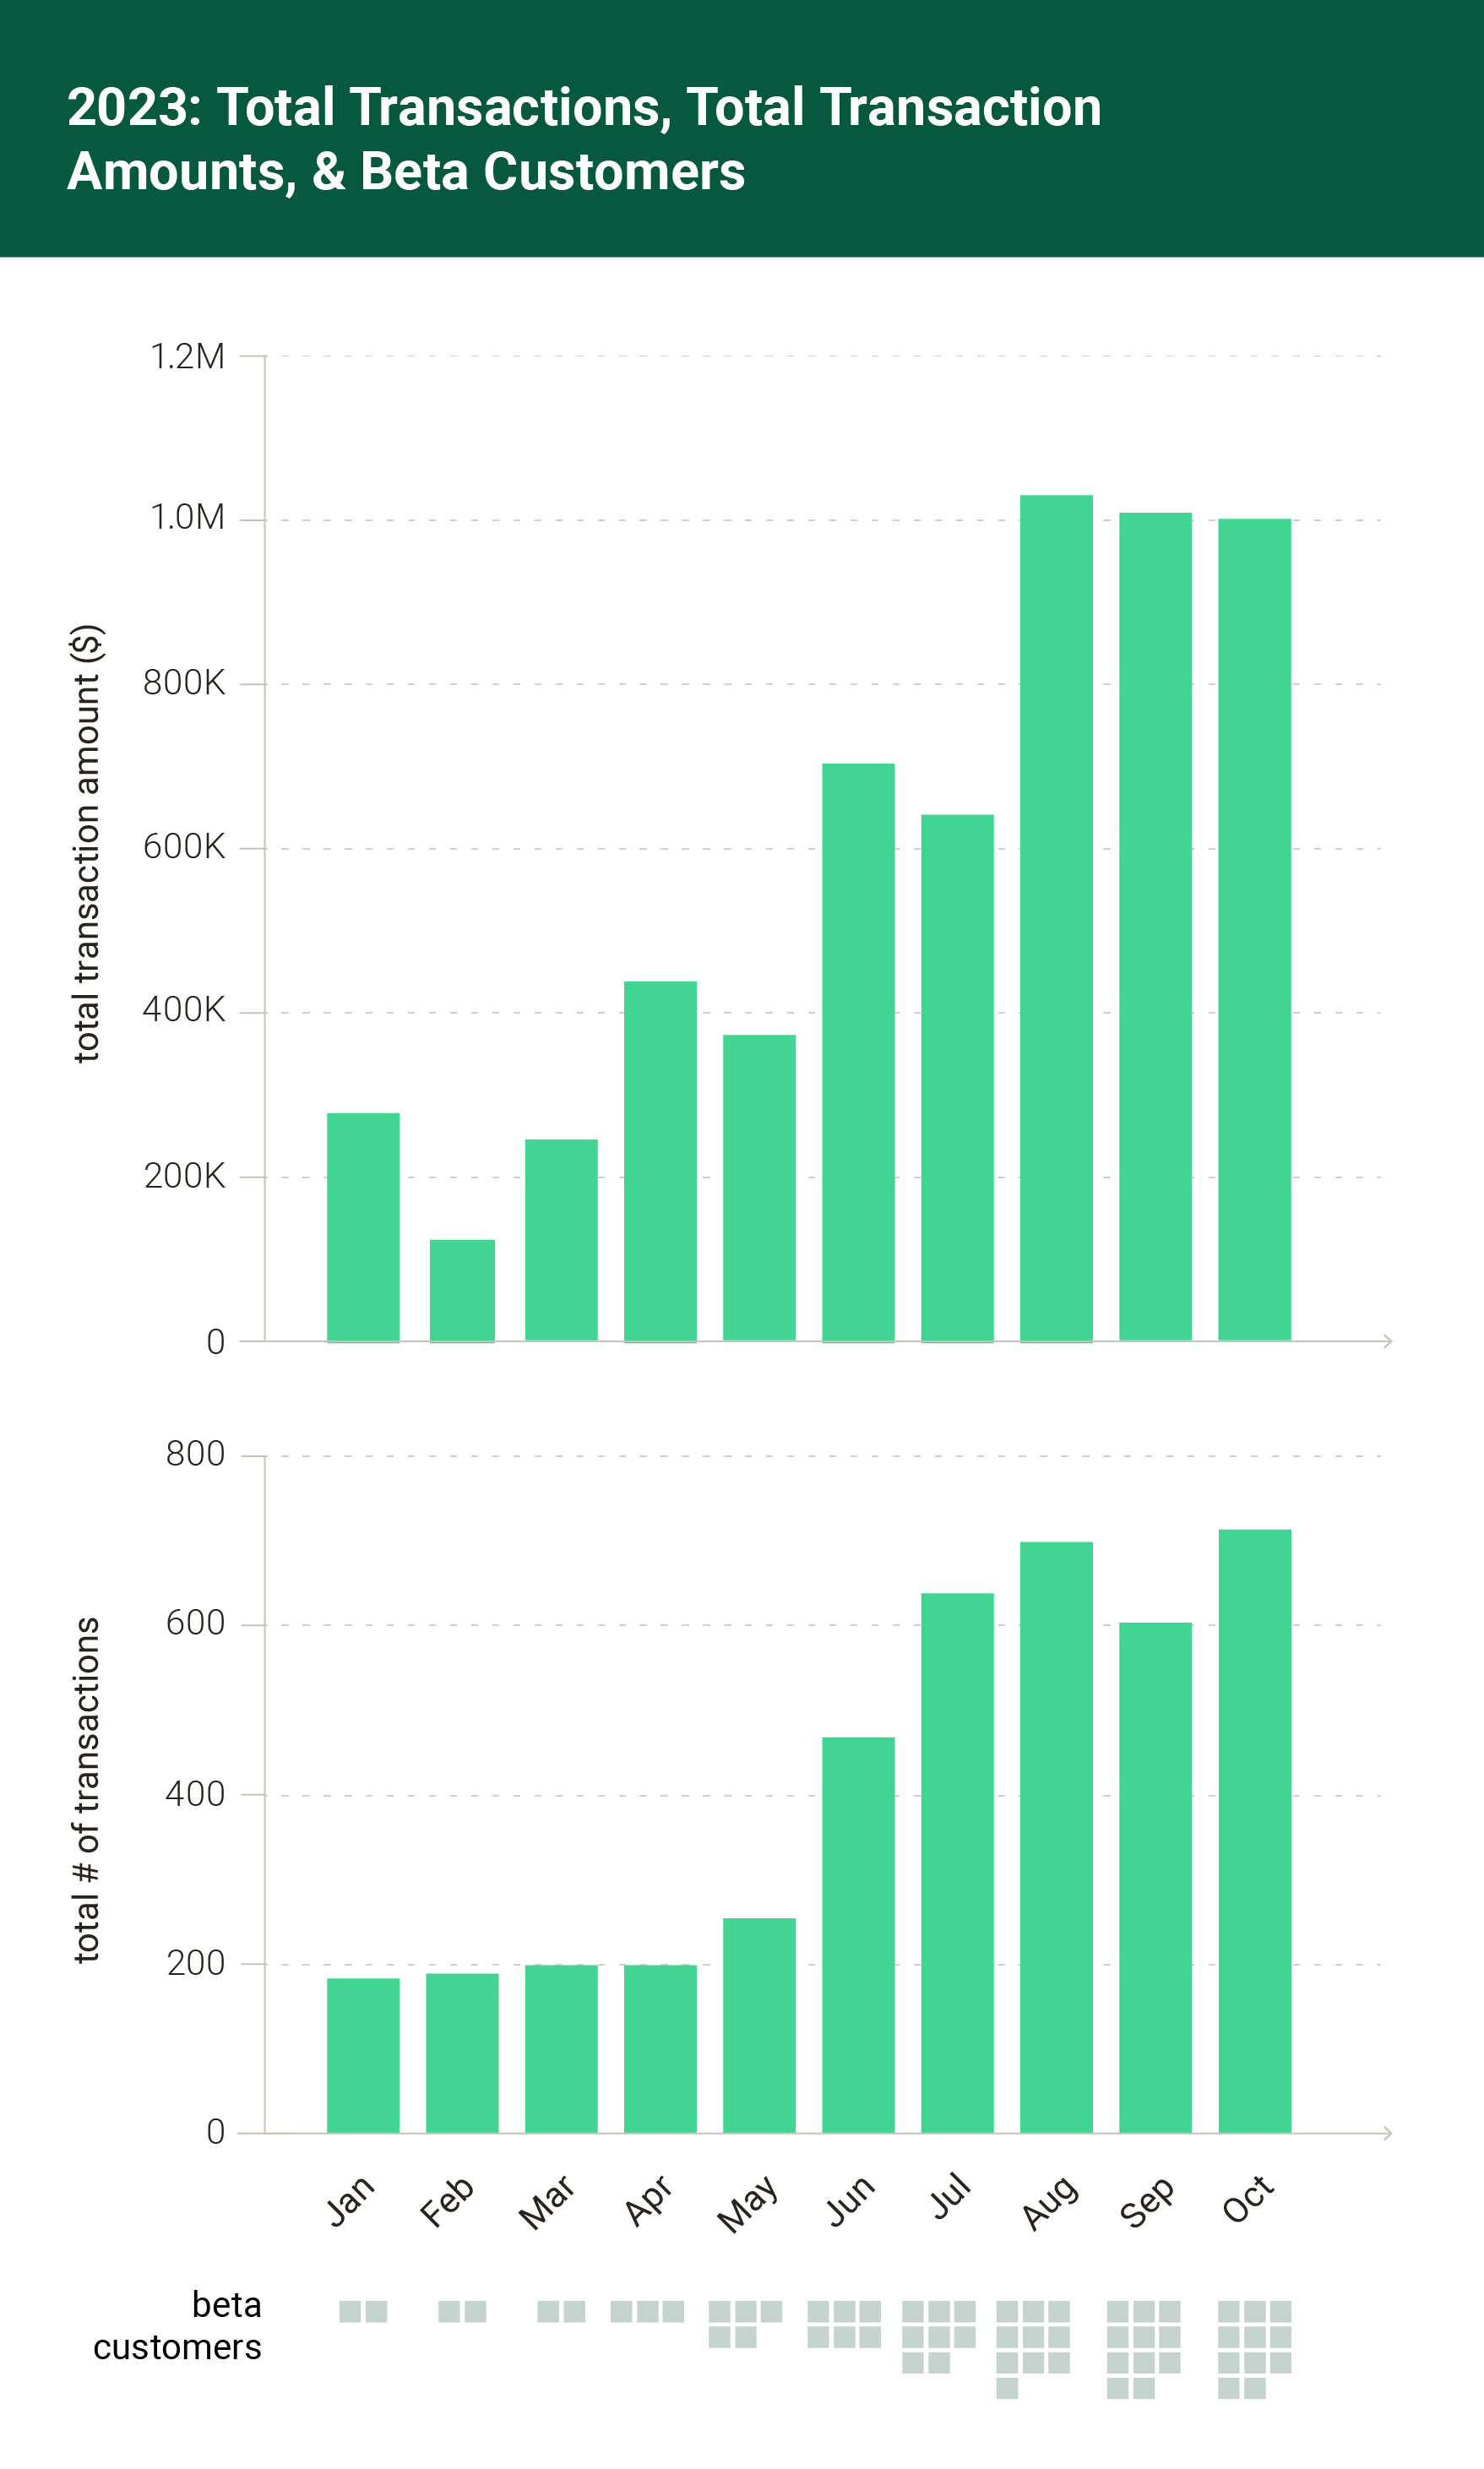 2023: Total Transactions, Total Transaction
Amounts, & Beta Customers
total transaction amount ($)
1.2M
1.0M
800K
600K
400K
200K
0
total # of transactions
800
600
400
200
0
Jan Feb Mar Apr May Jun Jul Aug Sep Oct
beta
customers